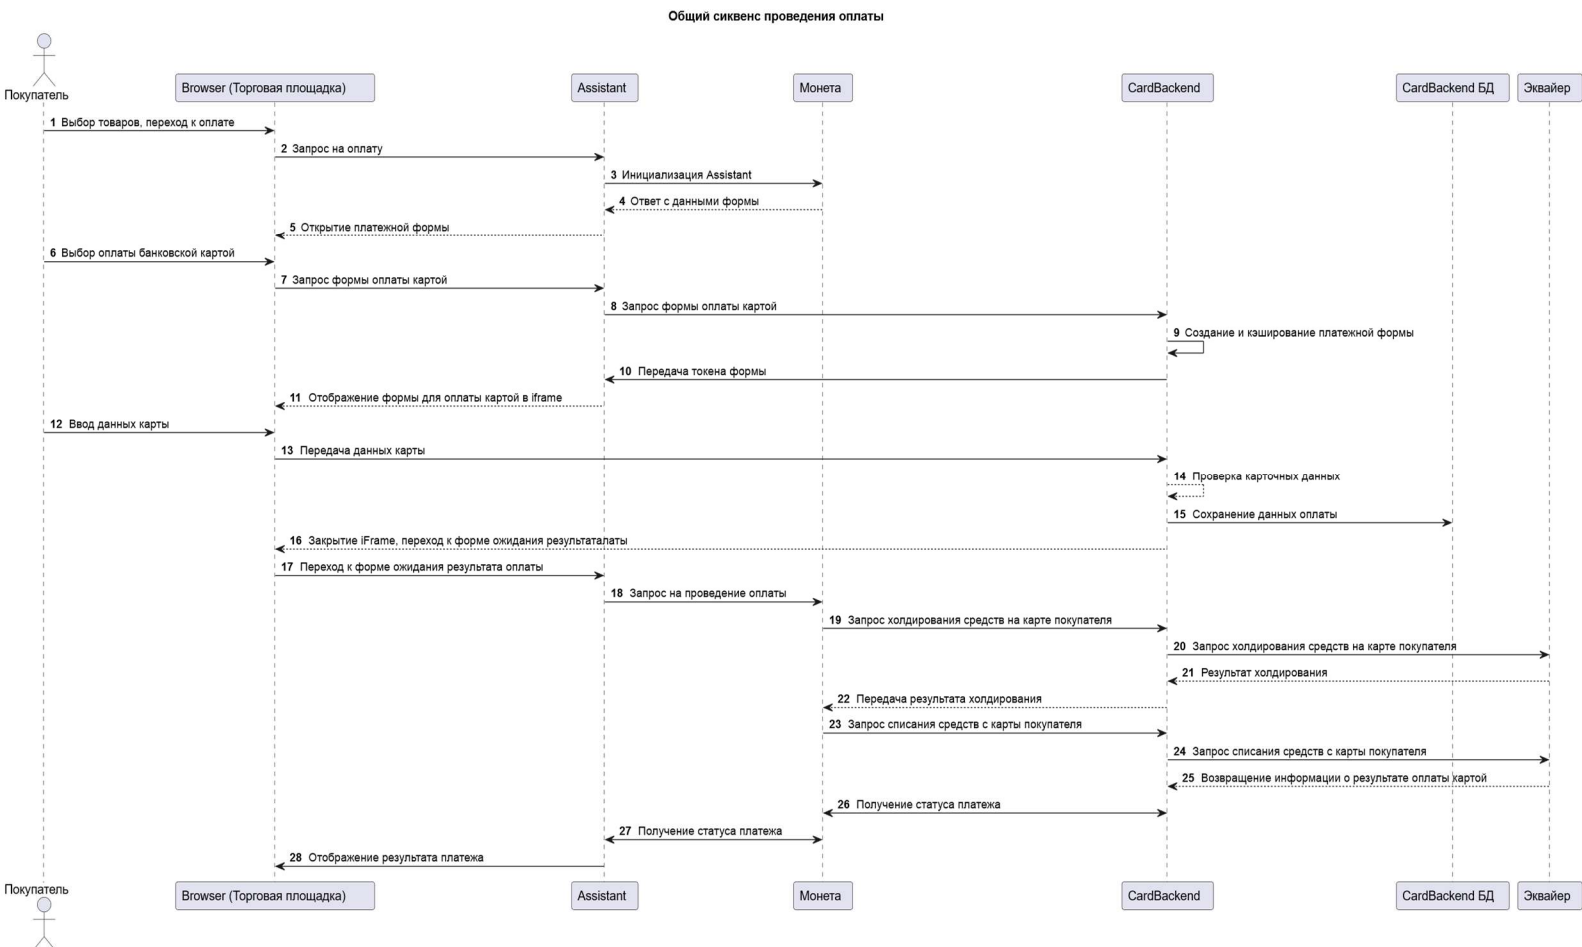 Общий сиквенс проведения оплаты
Покупатель
Browser (Торговая площадка)
Assistant
Монета
CardBackend
CardBackend БД
Эквайер
1 Выбор товаров, переход к оплате
2 Запрос на оплату
3 Инициализация Assistant
4 Ответ с данными формы
5 Открытие платежной формы
6 Выбор оплаты банковской картой
7 Запрос формы оплаты картой
8 Запрос формы оплаты картой
9 Создание и кэширование платежной формы
10 Передача токена формы
11 Отображение формы для оплаты картой в iframe
12 Ввод данных карты
13 Передача данных карты
14 Проверка карточных данных
15 Сохранение данных оплаты
16 Закрытие iFrame, переход к форме ожидания результаталаты
17 Переход к форме ожидания результата оплаты
18 Запрос на проведение оплаты
19 Запрос холдирования средств на карте покупателя
20 Запрос холдирования средств на карте покупателя
21 Результат холдирования
22 Передача результата холдирования
23 Запрос списания средств с карты покупателя
24 Запрос списания средств с карты покупателя
25 Возвращение информации о результате оплаты картой
26 Получение статуса платежа
27 Получение статуса платежа
28 Отображение результата платежа
Покупатель
Browser (Торговая площадка)
Assistant
Монета
CardBackend
CardBackend БД
Эквайер